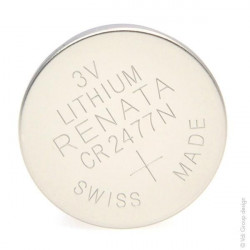 3V
LITHIUM
RENATA
CR2477N
+
SWISS MADE